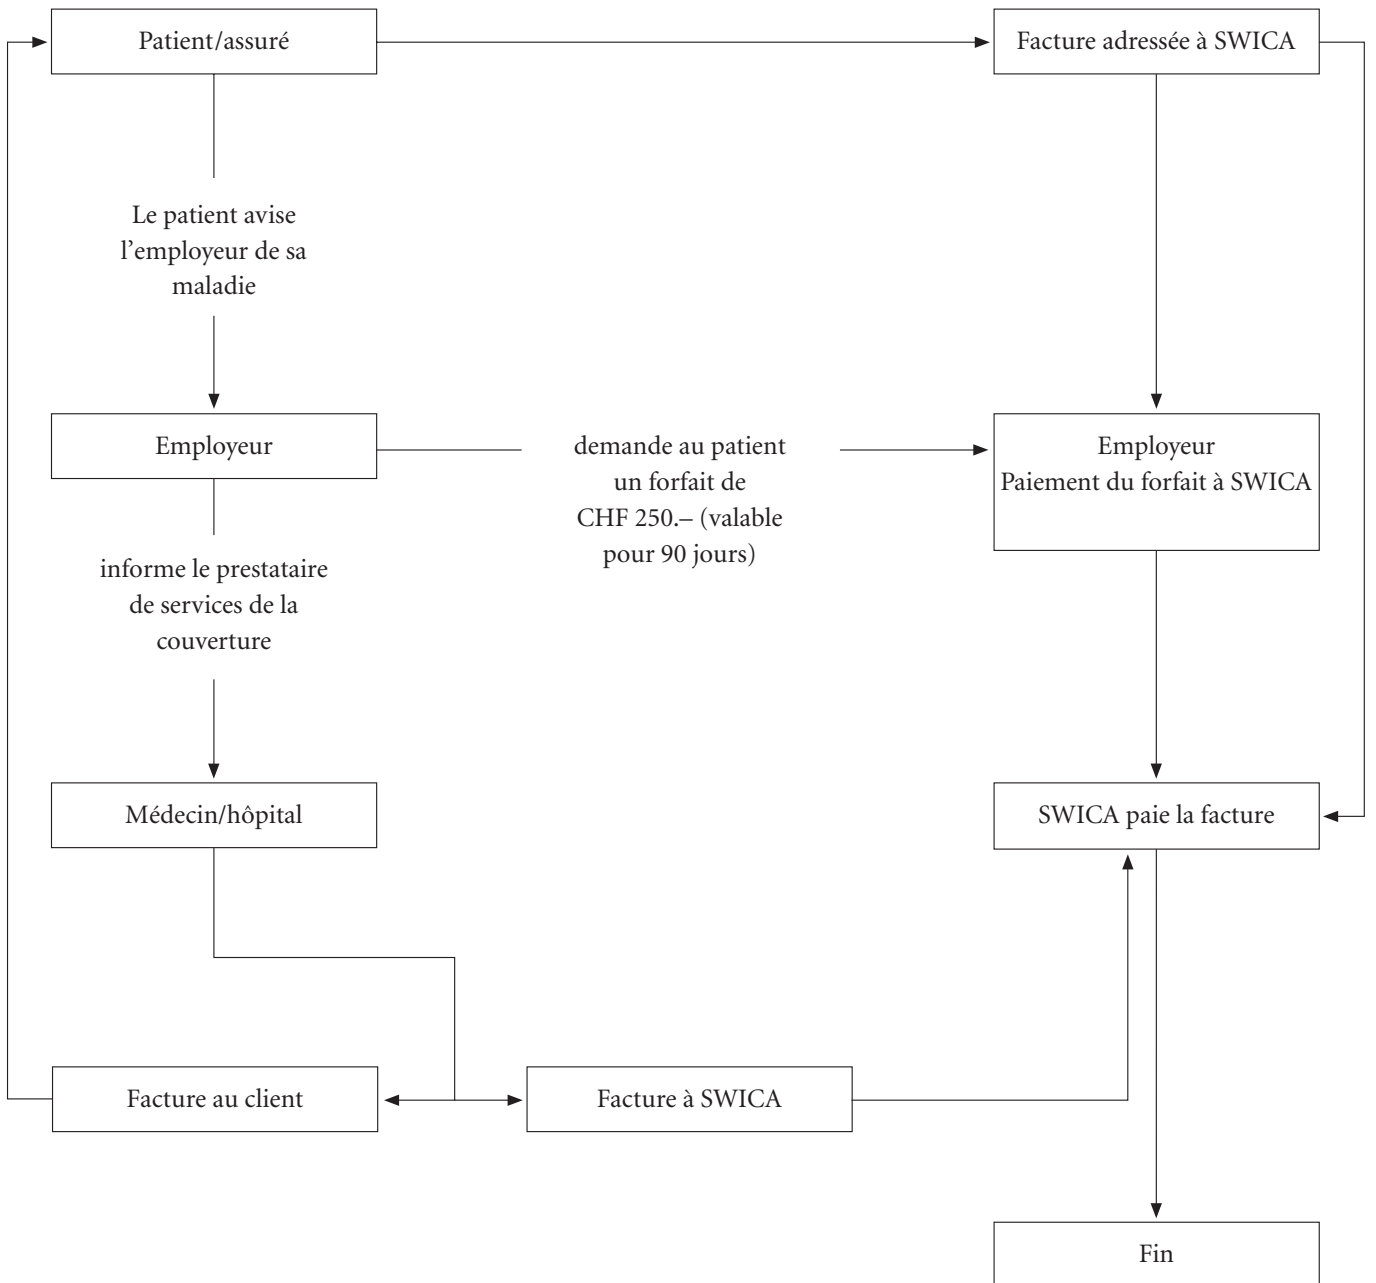 Patient/assuré
Facture adressée à SWICA
Le patient avise
l’employeur de sa
maladie
Employeur
demande au patient
un forfait de
CHF 250.– (valable
pour 90 jours)
Employeur
Paiement du forfait à SWICA
informe le prestataire
de services de la
couverture
Médecin/hôpital
SWICA paie la facture
Facture au client
Facture à SWICA
Fin